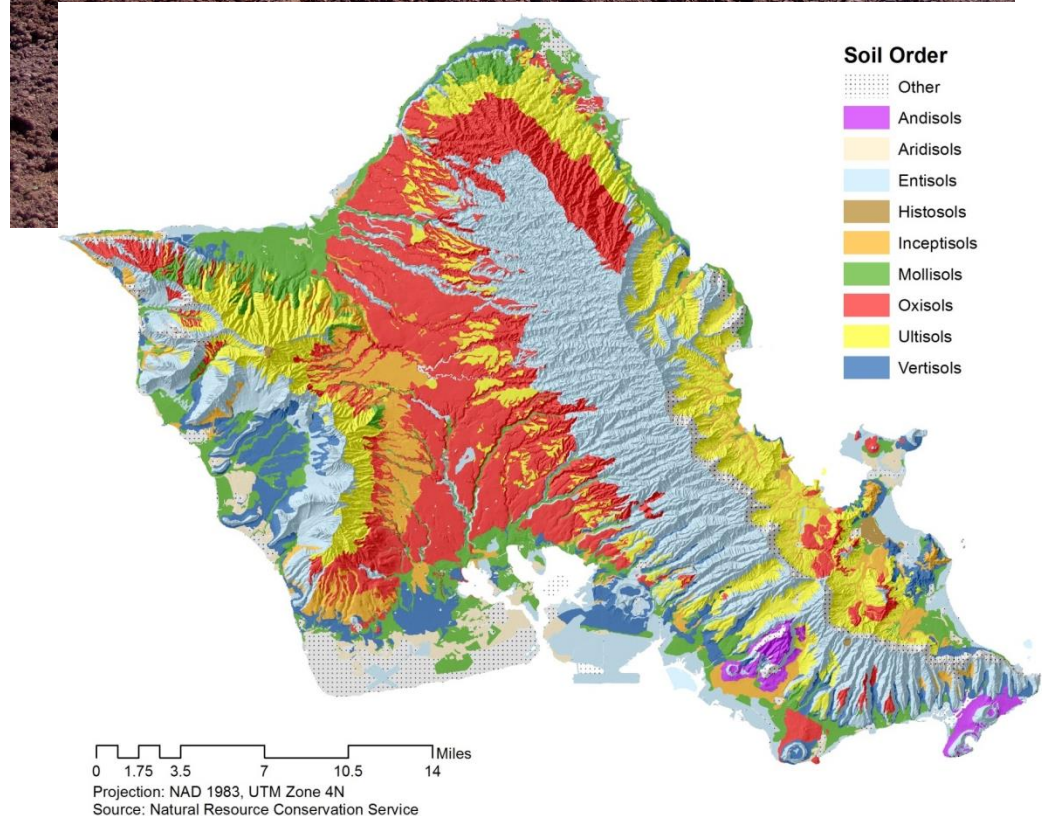 Soil Order
Other
Andisols
Aridisols
Entisols
Histosols
Inceptisols
Mollisols
Oxisols
Ultisols
Vertisols
Miles
0 1.75 3.5 7 10.5 14
Projection: NAD 1983, UTM Zone 4N
Source: Natural Resource Conservation Service